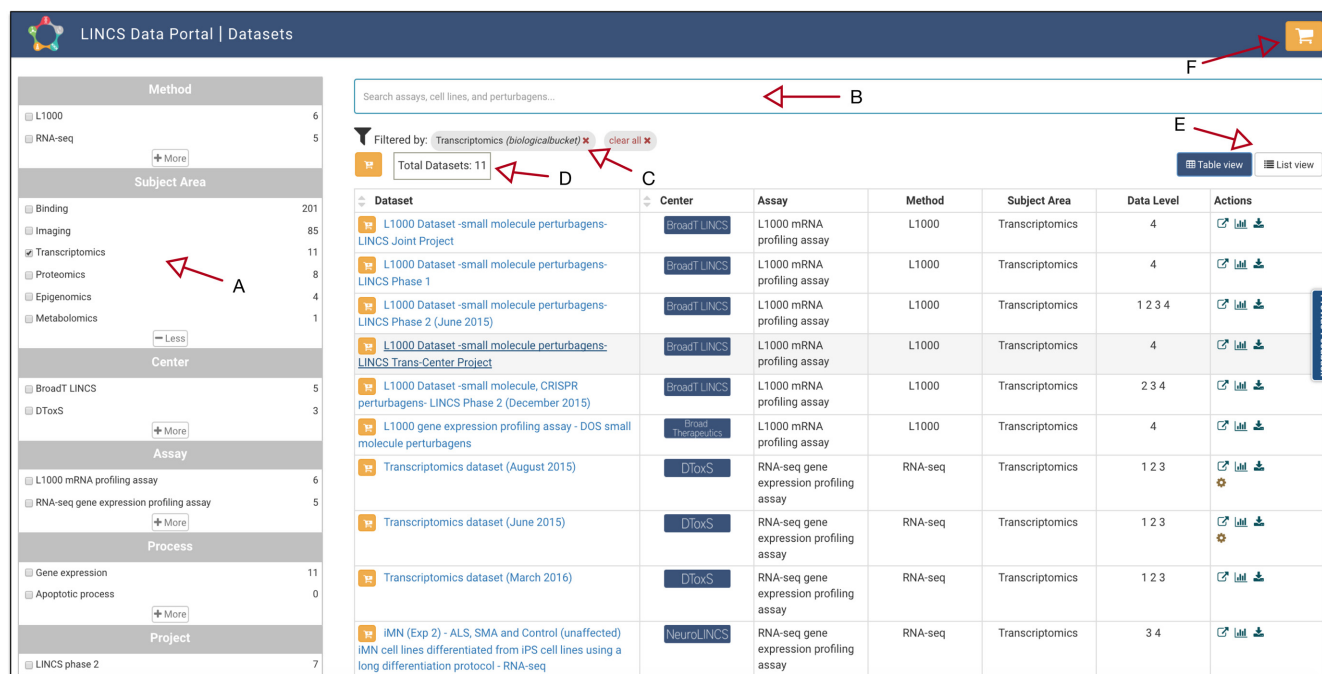 LINCS Data Portal | Datasets
F
Method
L1000 6
RNA-seq 5
More
Subject Area
Binding 201
Imaging 85
Transcriptomics 11
Proteomics 8
Epigenomics 4
Metabolomics 1
Less
A
Center
BroadT LINCS 5
DToxS 3
More
Assay
L1000 mRNA profiling assay 6
RNA-seq gene expression profiling assay 5
More
Process
Gene expression 11
Apoptotic process 0
More
Project
LINCS phase 2 7
Search assays, cell lines, and perturbagens...
B
Filtered by: Transcriptomics (biologicalbucket) clear all
E
Total Datasets: 11
D
C
Table view List view
Dataset Center Assay Method Subject Area Data Level Actions
L1000 Dataset -small molecule perturbagens- BroadT LINCS L1000 mRNA L1000 Transcriptomics 4
LINCS Joint Project profiling assay
L1000 Dataset -small molecule perturbagens- BroadT LINCS L1000 mRNA L1000 Transcriptomics 4
LINCS Phase 1 profiling assay
L1000 Dataset -small molecule perturbagens- BroadT LINCS L1000 mRNA L1000 Transcriptomics 1 2 3 4
LINCS Phase 2 (June 2015) profiling assay
L1000 Dataset -small molecule perturbagens- BroadT LINCS L1000 mRNA L1000 Transcriptomics 4
LINCS Trans-Center Project profiling assay
L1000 Dataset -small molecule, CRISPR BroadT LINCS L1000 mRNA L1000 Transcriptomics 2 3 4
perturbagens- LINCS Phase 2 (December 2015) profiling assay
L1000 gene expression profiling assay - DOS small Broad Therapeutics L1000 mRNA L1000 Transcriptomics 4
molecule perturbagens profiling assay
Transcriptomics dataset (August 2015) DToxS RNA-seq gene RNA-seq Transcriptomics 1 2 3
expression profiling
assay
Transcriptomics dataset (June 2015) DToxS RNA-seq gene RNA-seq Transcriptomics 1 2 3
expression profiling
assay
Transcriptomics dataset (March 2016) DToxS RNA-seq gene RNA-seq Transcriptomics 1 2 3
expression profiling
assay
iMN (Exp 2) - ALS, SMA and Control (unaffected) NeuroLINCS RNA-seq gene RNA-seq Transcriptomics 3 4
iMN cell lines differentiated from iPS cell lines using a expression profiling
long differentiation protocol - RNA-seq assay